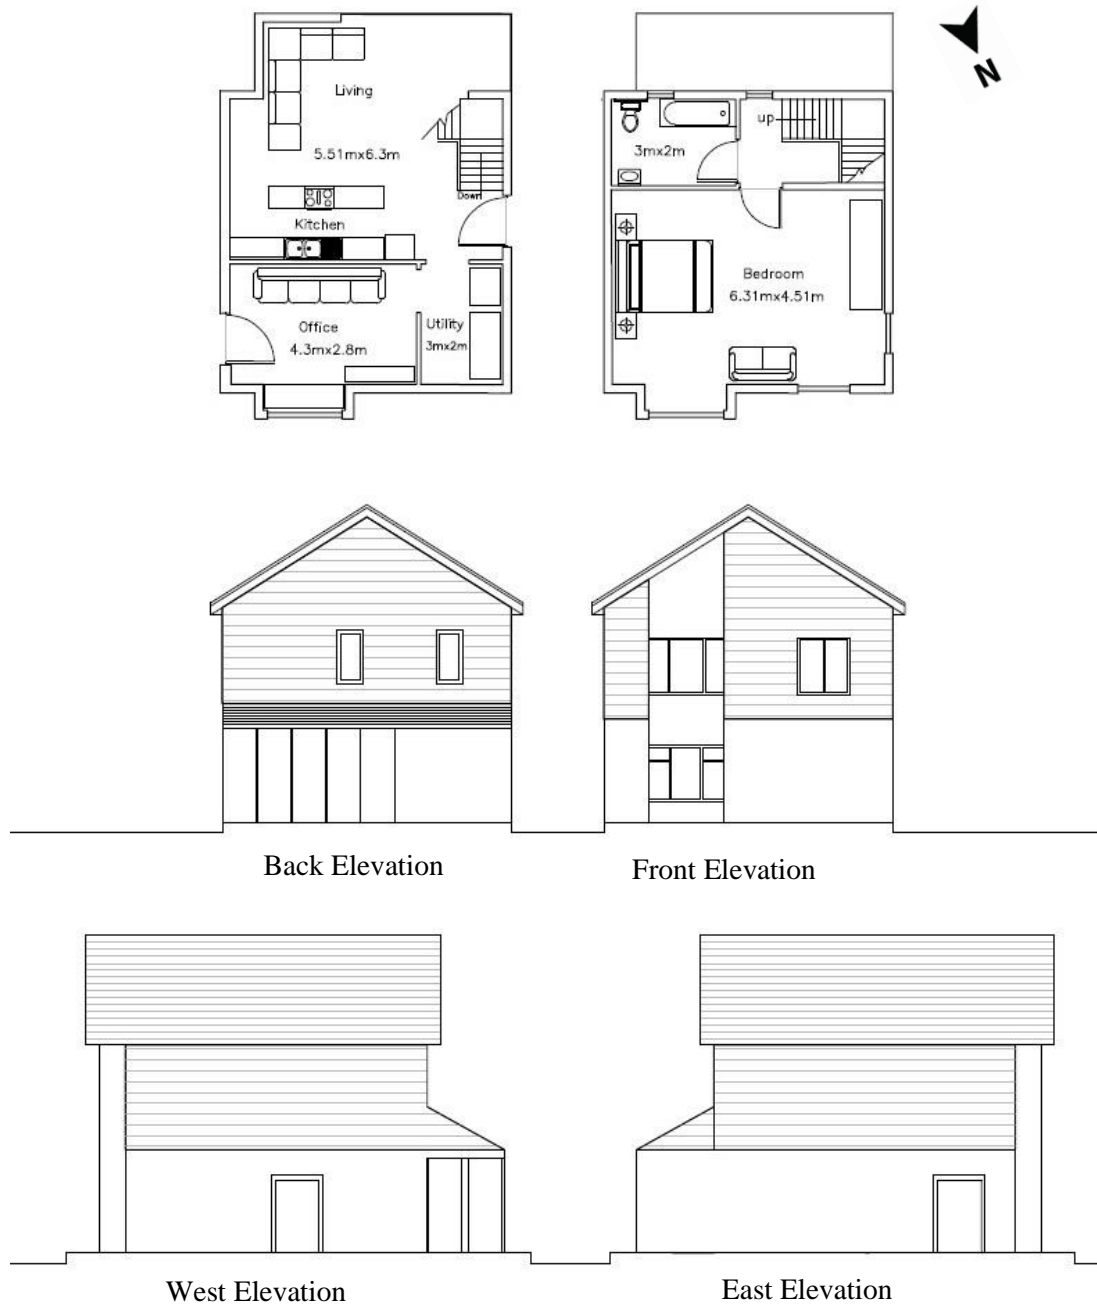 N
Living
5.51mx6.3m
Down
Kitchen
Office
4.3mx2.8m
Utility
3mx2m
up
3mx2m
Bedroom
6.31mx4.51m
Back Elevation
Front Elevation
West Elevation
East Elevation